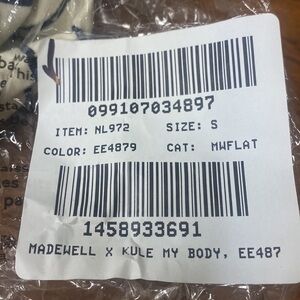 099107034897
ITEM: NL972 SIZE: S
COLOR: EE4879 CAT: MWFLAT
1458933691
MADEWELL X KULE MY BODY, EE487